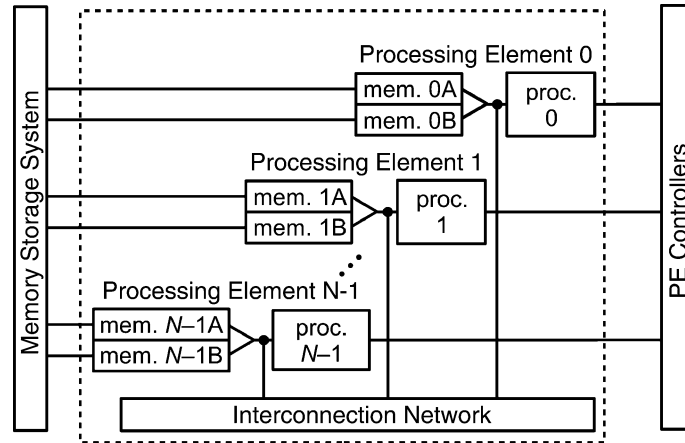 Memory Storage System
Processing Element 0
mem. 0A
mem. 0B
proc.
0
Processing Element 1
mem. 1A
mem. 1B
proc.
1
Processing Element N-1
mem. N–1A
mem. N–1B
proc.
N–1
Interconnection Network
PE Controllers